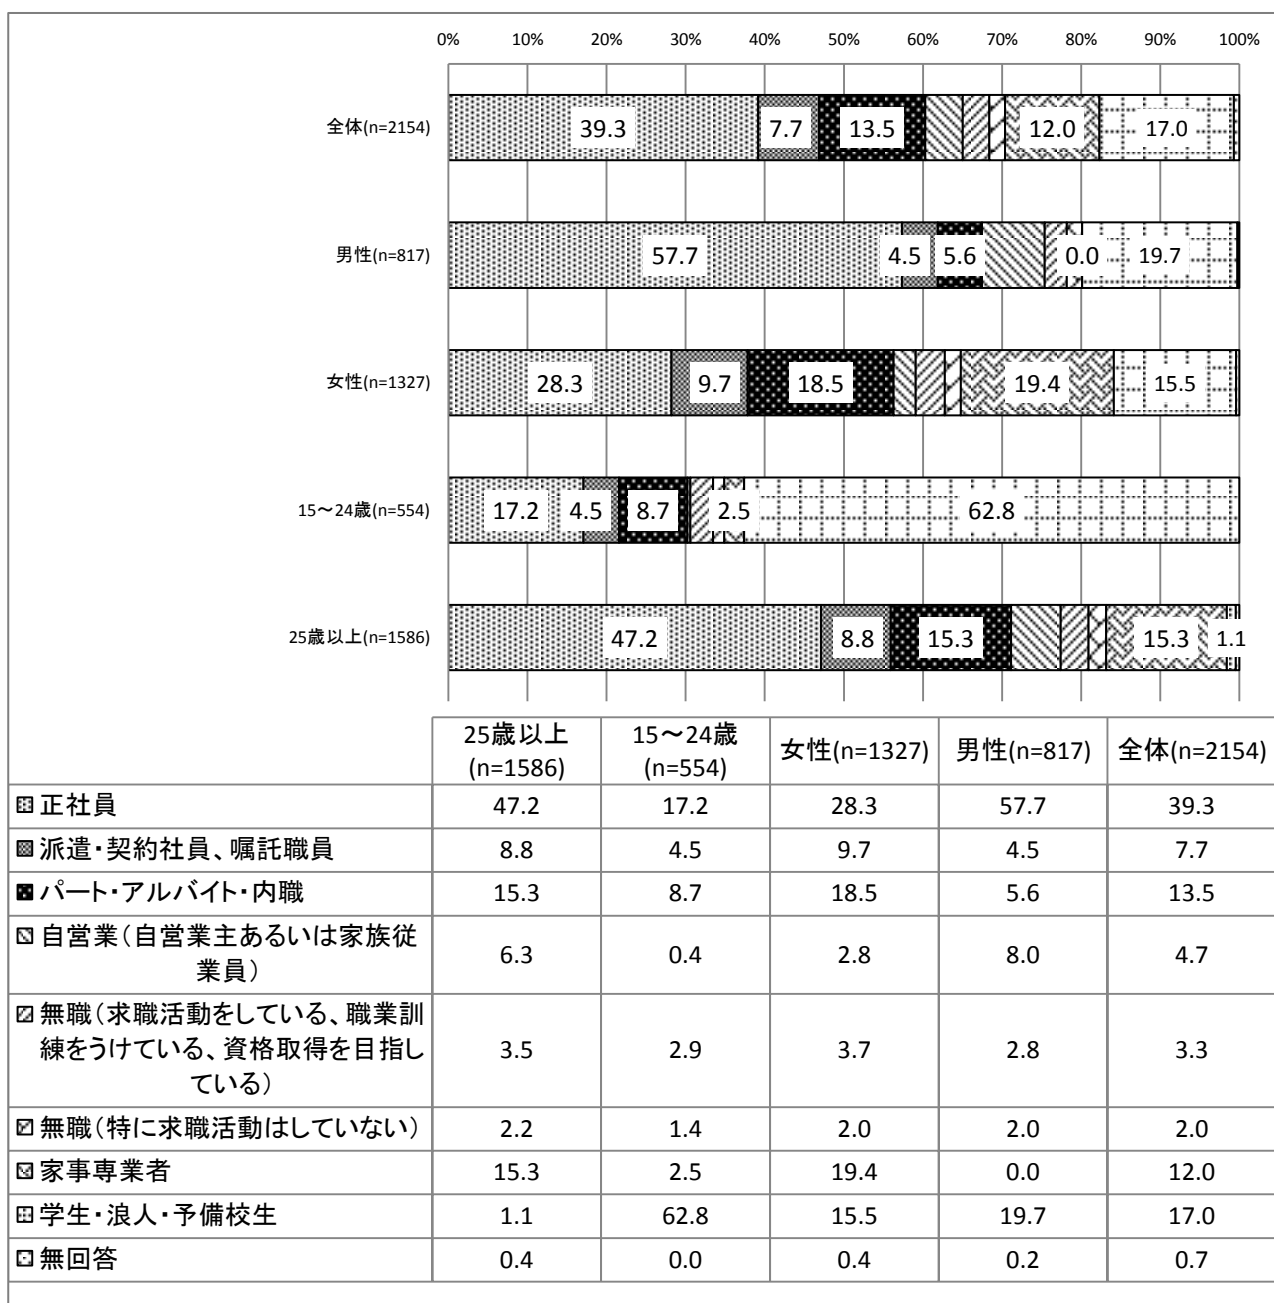 0% 10% 20% 30% 40% 50% 60% 70% 80% 90% 100%
全体(n=2154) 39.3 7.7 13.5 12.0 17.0
男性(n=817) 57.7 4.5 5.6 0.0 19.7
女性(n=1327) 28.3 9.7 18.5 19.4 15.5
15～24歳(n=554) 17.2 4.5 8.7 2.5 62.8
25歳以上(n=1586) 47.2 8.8 15.3 15.3 1.1
25歳以上 15～24歳 女性(n=1327) 男性(n=817) 全体(n=2154)
(n=1586) (n=554)
正社員 47.2 17.2 28.3 57.7 39.3
派遣・契約社員、嘱託職員 8.8 4.5 9.7 4.5 7.7
パート・アルバイト・内職 15.3 8.7 18.5 5.6 13.5
自営業（自営業主あるいは家族従
業員） 6.3 0.4 2.8 8.0 4.7
無職（求職活動をしている、職業訓
練をうけている、資格取得を目指し 3.5 2.9 3.7 2.8 3.3
ている）
無職（特に求職活動はしていない） 2.2 1.4 2.0 2.0 2.0
家事専業者 15.3 2.5 19.4 0.0 12.0
学生・浪人・予備校生 1.1 62.8 15.5 19.7 17.0
無回答 0.4 0.0 0.4 0.2 0.7